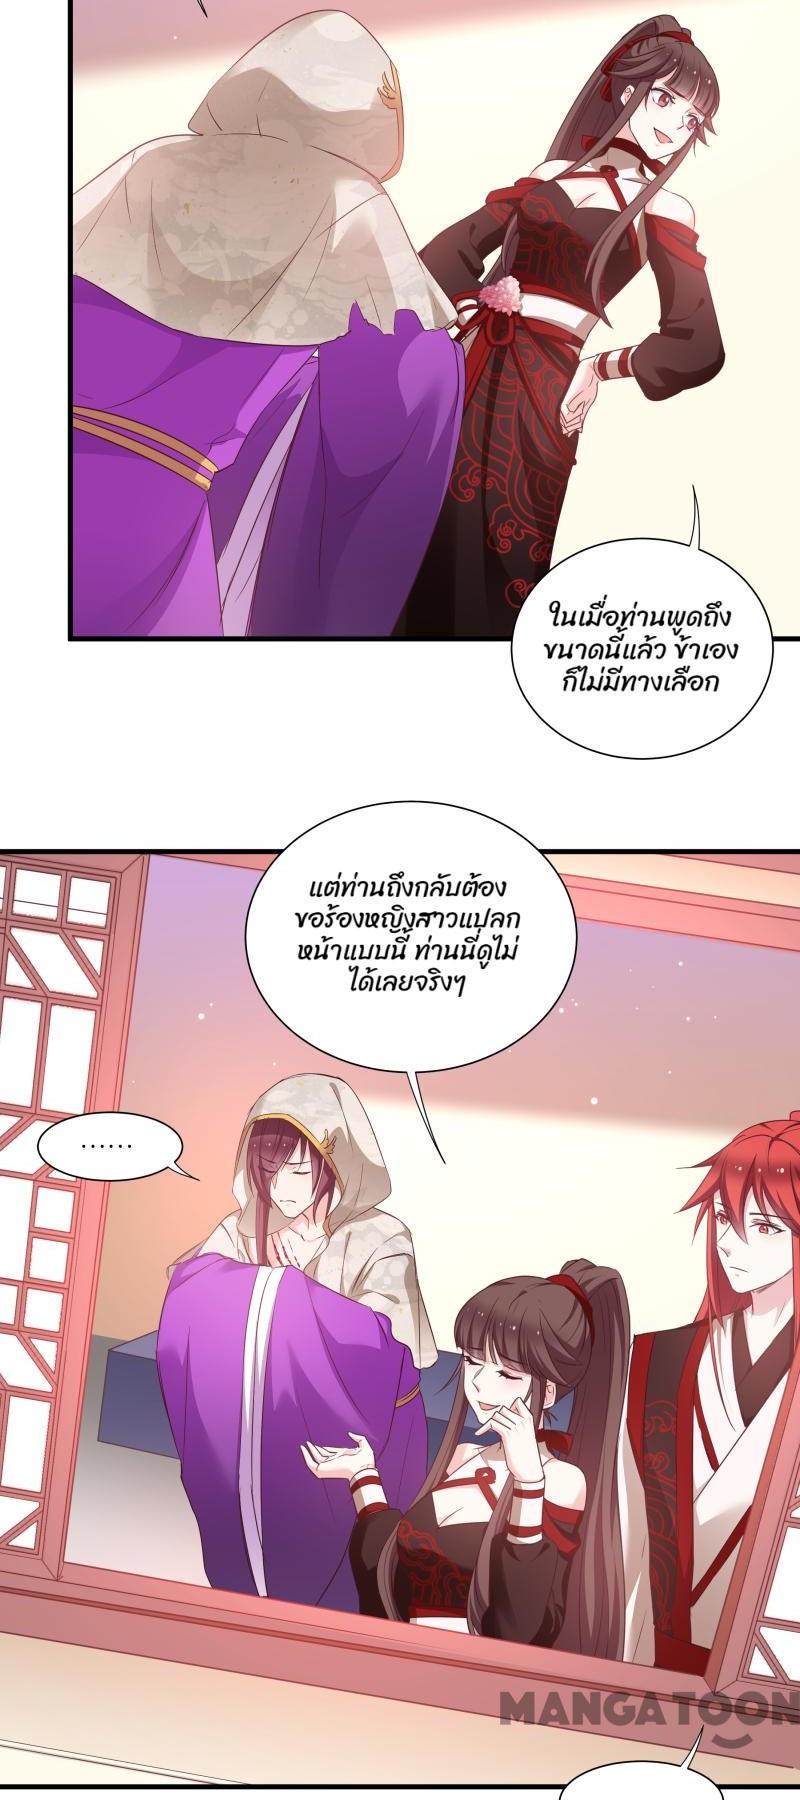 ในเมื่อท่านพูดถึง
ขนาดนี้แล้ว ข้าเอง
ก็ไม่มีทางเลือก
แต่ท่านถึงกลับต้อง
ขอร้องหญิงสาวแปลก
หน้าแบบนี้ ท่านนี่ดูไม่
ได้เลยจริงๆ
……
MANGATOON